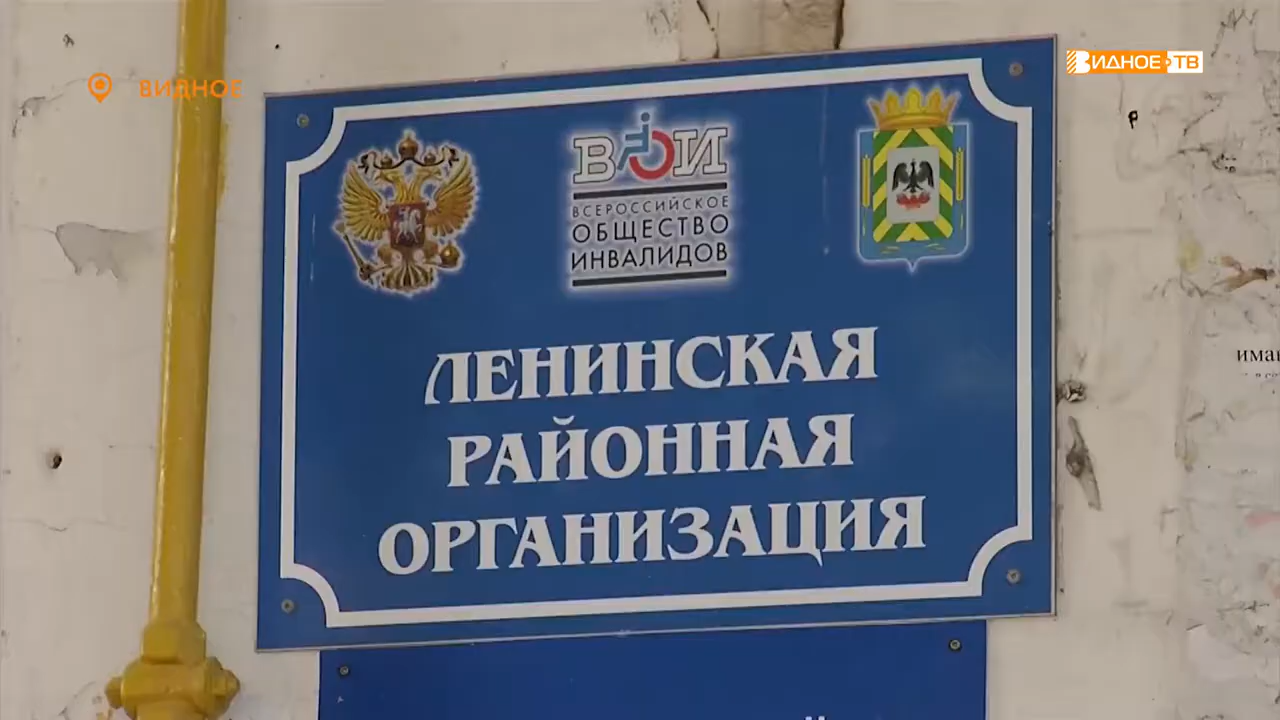 ВИДНОЕ
ВИДНОЕ ТВ
ВОИ
ВСЕРОССИЙСКОЕ
ОБЩЕСТВО
ИНВАЛИДОВ
ЛЕНИНСКАЯ
РАЙОННАЯ
ОРГАНИЗАЦИЯ